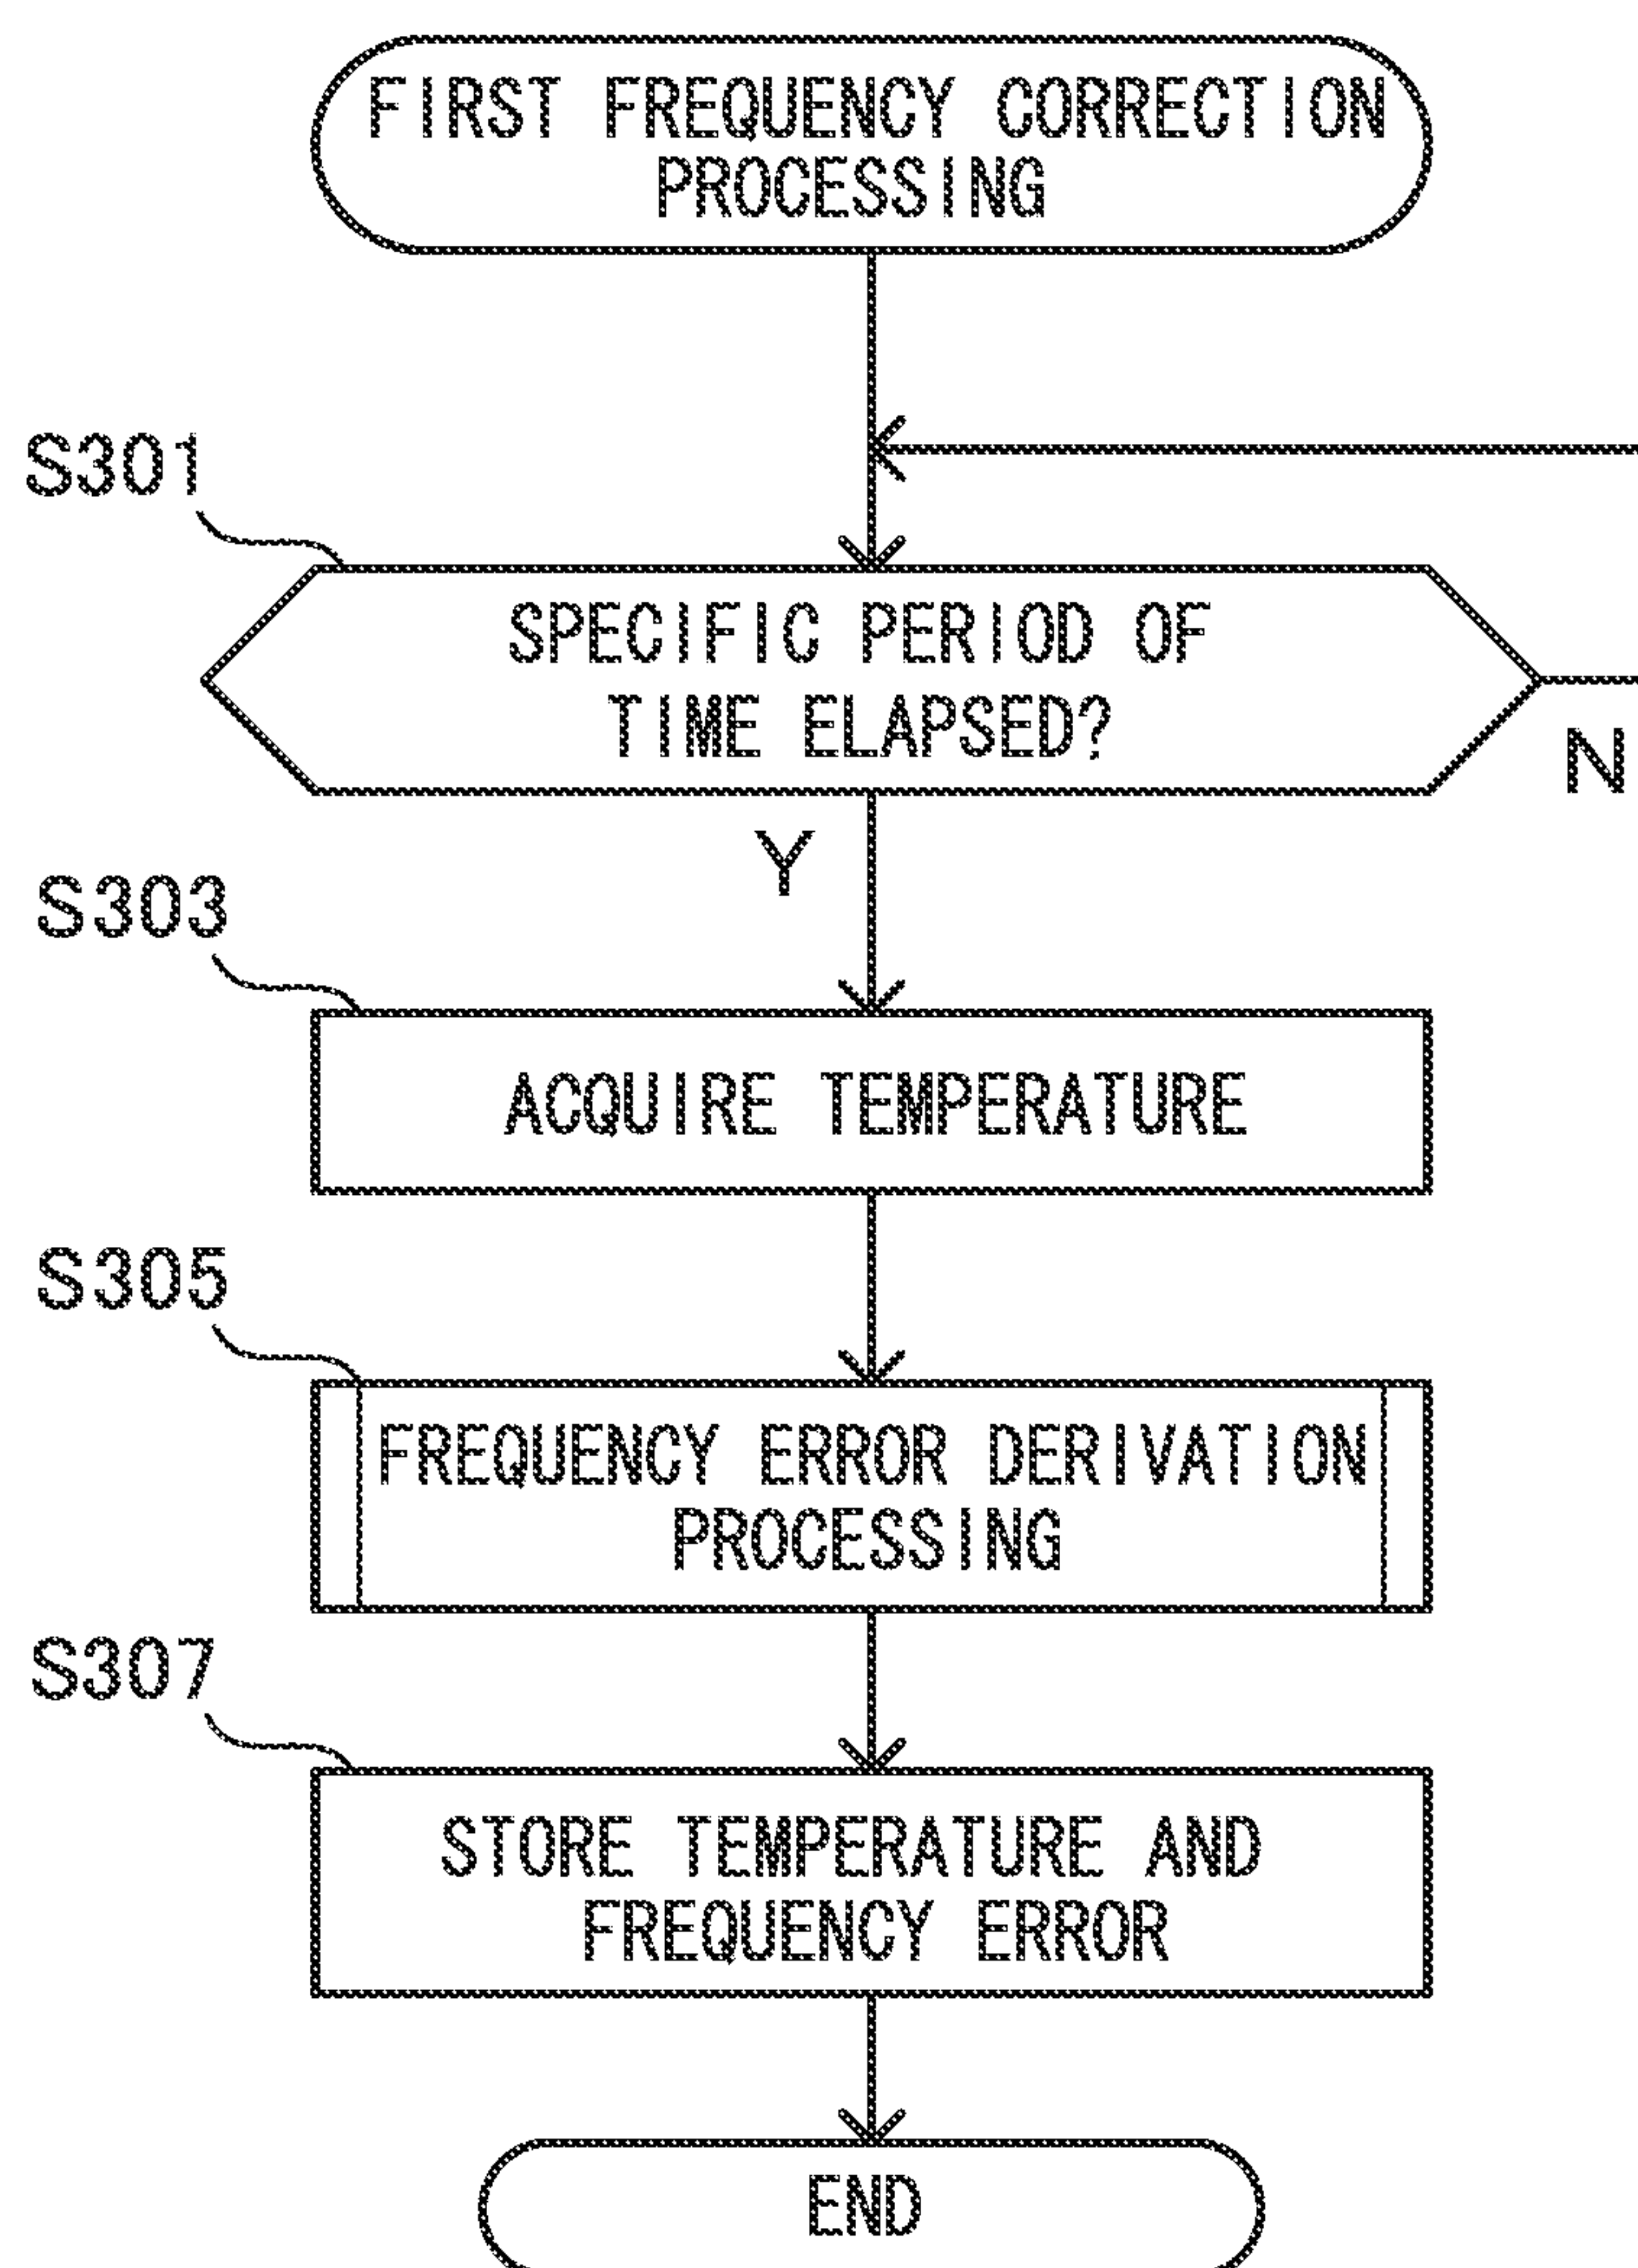 FIRST FREQUENCY CORRECTION
PROCESSING
S301
SPECIFIC PERIOD OF
TIME ELAPSED?
N
Y
S303
ACQUIRE TEMPERATURE
S305
FREQUENCY ERROR DERIVATION
PROCESSING
S307
STORE TEMPERATURE AND
FREQUENCY ERROR
END